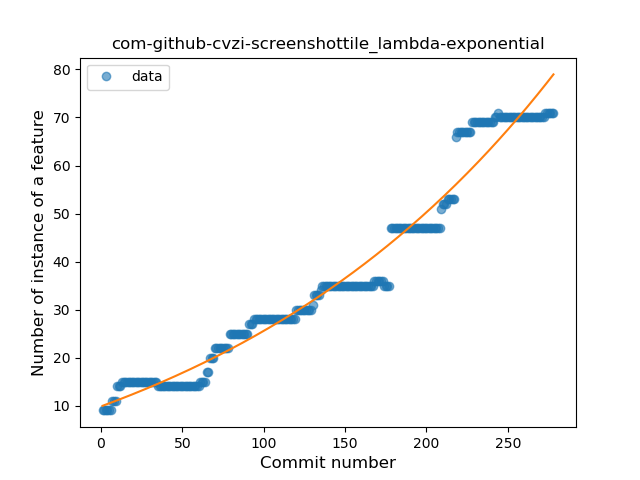 com-github-cvzi-screenshottile_lambda-exponential
data
Number of instance of a feature
80
70
60
50
40
30
20
10
0 50 100 150 200 250
Commit number